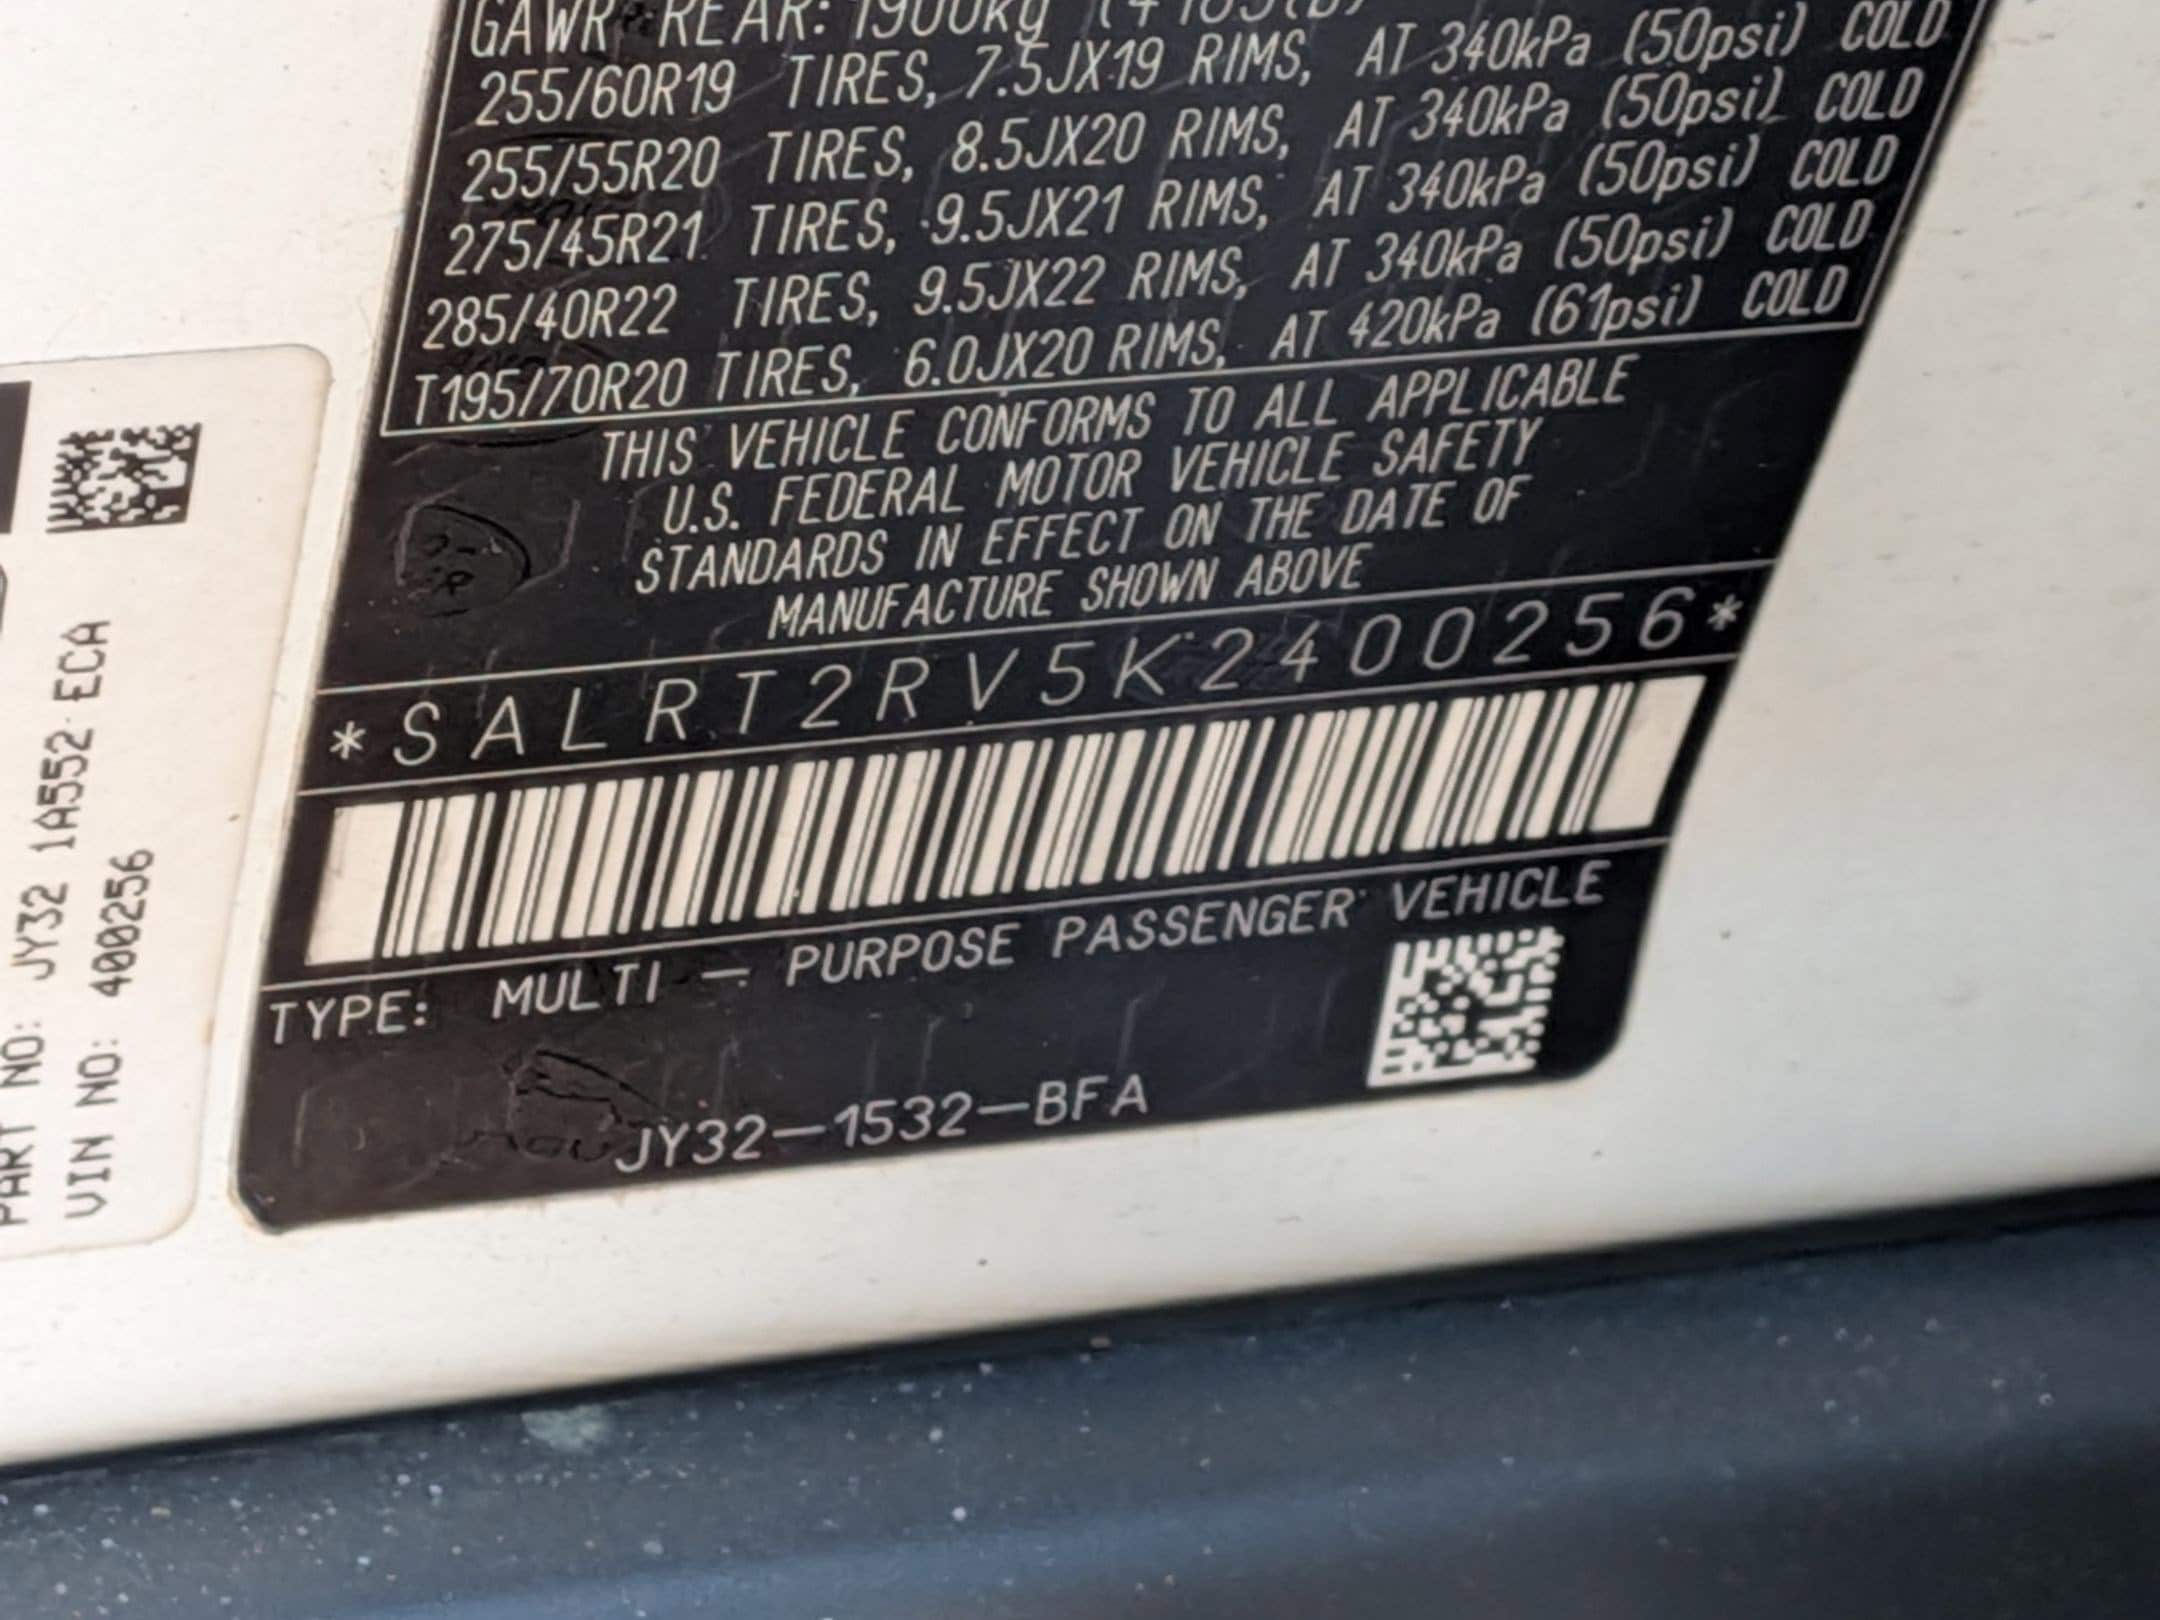 GAWR REAR: 1900kg
255/60R19 TIRES, 7.5JX19 RIMS, AT 340kPa (50psi) COLD
255/55R20 TIRES, 8.5JX20 RIMS, AT 340kPa (50psi) COLD
275/45R21 TIRES, 9.5JX21 RIMS, AT 340kPa (50psi) COLD
285/40R22 TIRES, 9.5JX22 RIMS, AT 340kPa (50psi) COLD
T195/70R20 TIRES, 6.0JX20 RIMS, AT 420kPa (61psi) COLD
THIS VEHICLE CONFORMS TO ALL APPLICABLE
U.S. FEDERAL MOTOR VEHICLE SAFETY
STANDARDS IN EFFECT ON THE DATE OF
MANUFACTURE SHOWN ABOVE
*SALRT2RV5K2400256*
TYPE: MULTI - PURPOSE PASSENGER VEHICLE
JY32-1532-BFA
PART NO: JY32 1A552 ECA
VIN NO: 400256